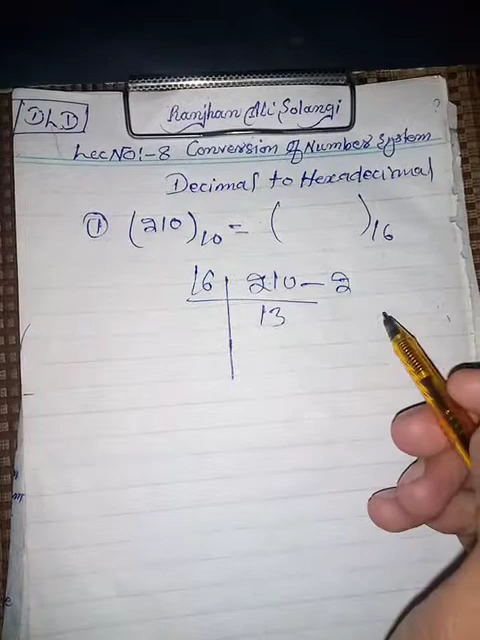 DLD
Ranjhan Ali Solangi
?
Lec NO:-8 Conversion of Number System
Decimal to Hexadecimal
① (210)₁₀ = ( )₁₆
16 | 210 — 2
13